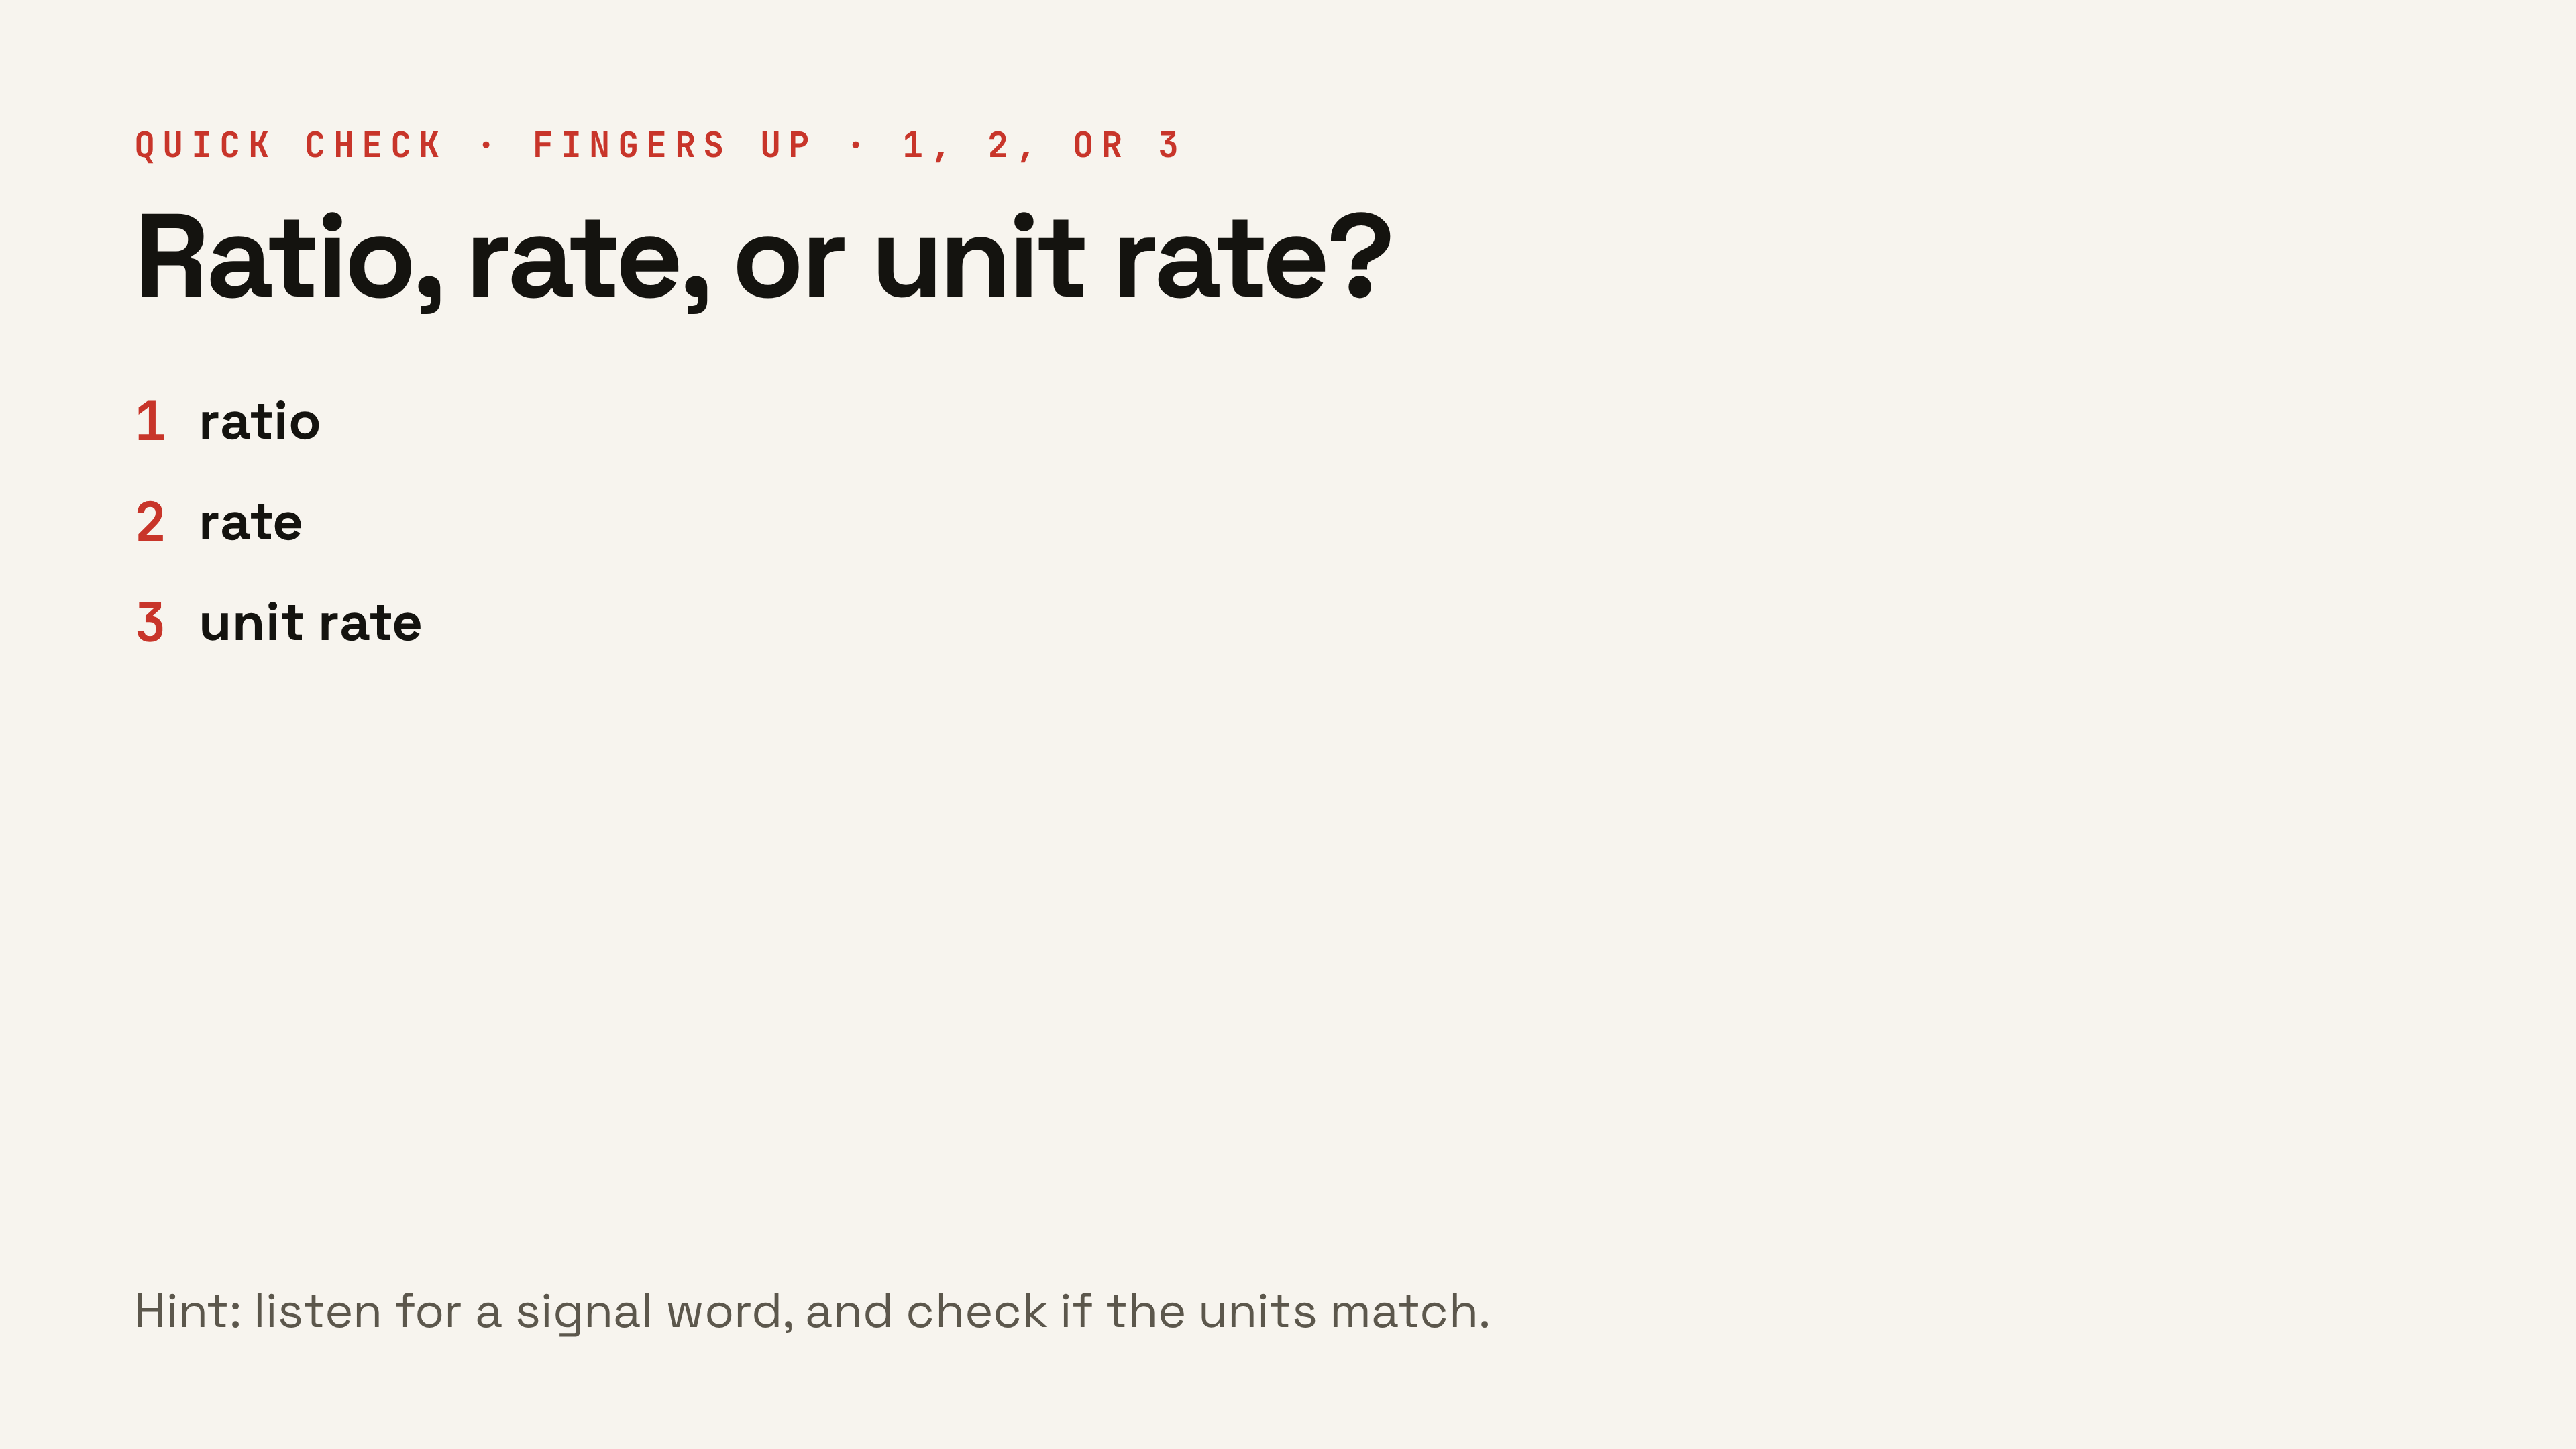 QUICK CHECK · FINGERS UP · 1, 2, OR 3
Ratio, rate, or unit rate?
1 ratio
2 rate
3 unit rate
Hint: listen for a signal word, and check if the units match.